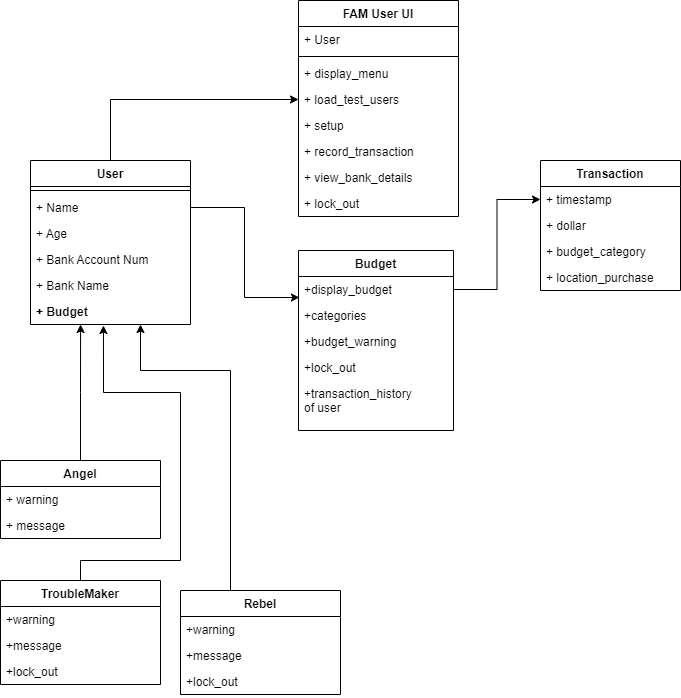 FAM User UI
+ User
+ display_menu
+ load_test_users
+ setup
+ record_transaction
+ view_bank_details
+ lock_out
User
+ Name
+ Age
+ Bank Account Num
+ Bank Name
+ Budget
Transaction
+ timestamp
+ dollar
+ budget_category
+ location_purchase
Budget
+display_budget
+categories
+budget_warning
+lock_out
+transaction_history
of user
Angel
+ warning
+ message
TroubleMaker
+warning
+message
+lock_out
Rebel
+warning
+message
+lock_out